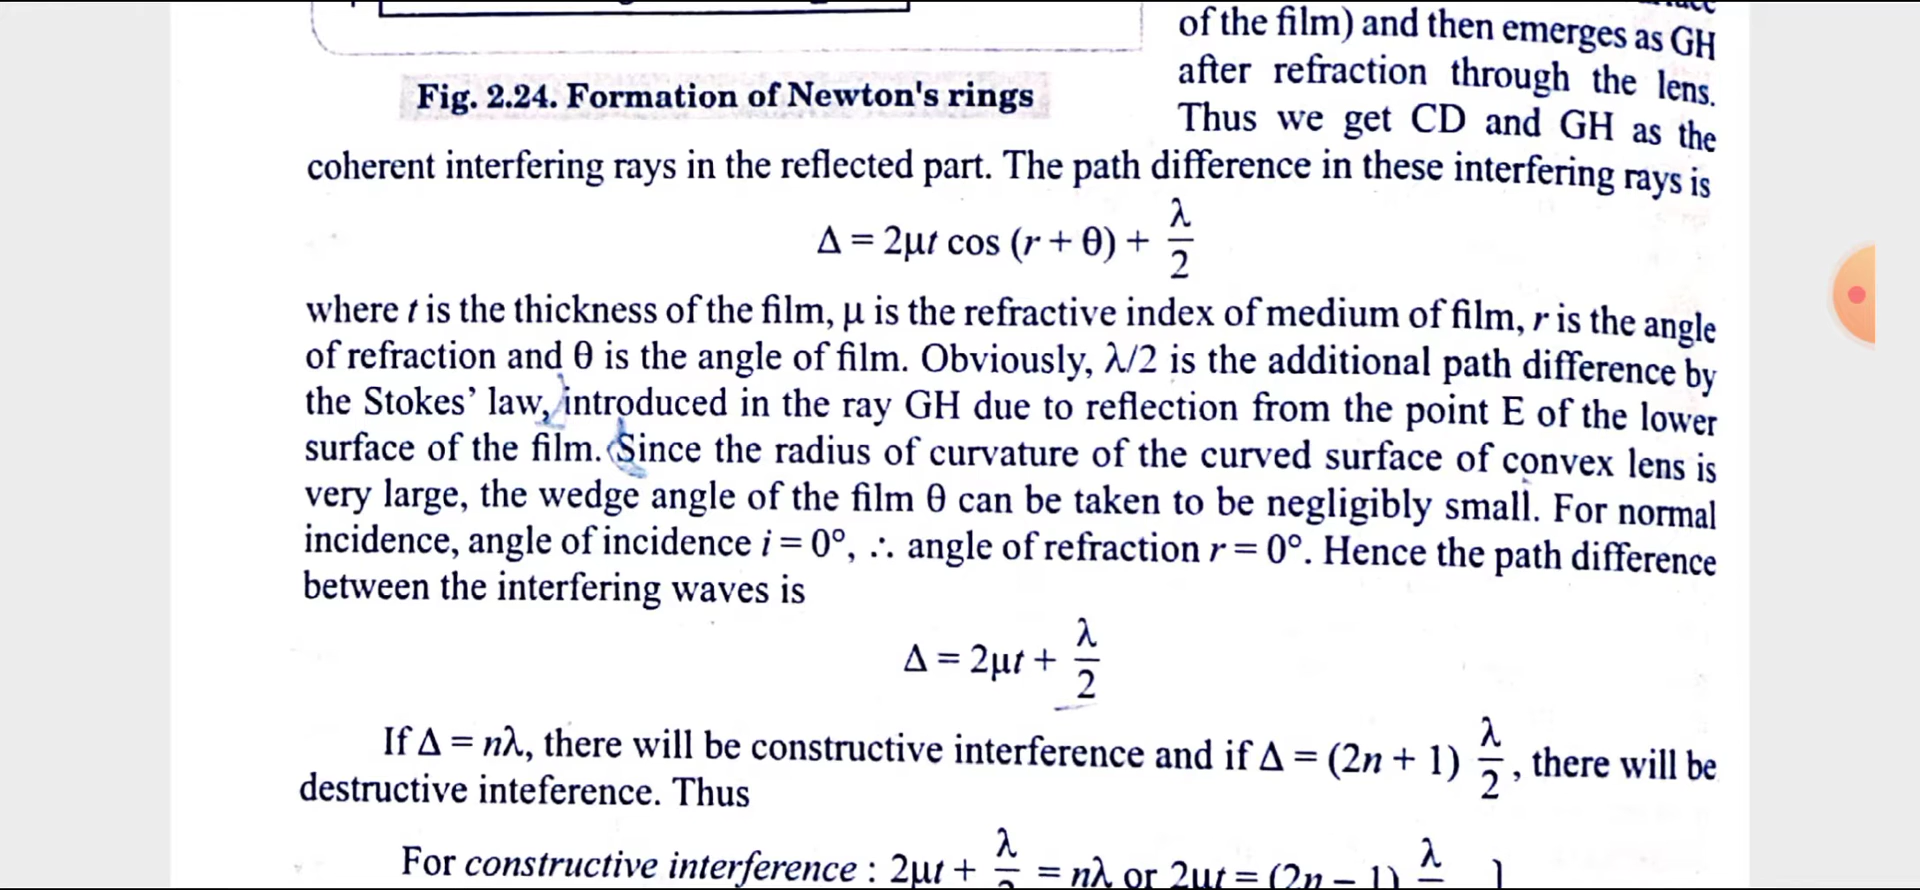 of the film) and then emerges as GH
after refraction through the lens.
Fig. 2.24. Formation of Newton's rings
Thus we get CD and GH as the
coherent interfering rays in the reflected part. The path difference in these interfering rays is
Δ = 2μt cos (r + θ) + λ/2
where t is the thickness of the film, μ is the refractive index of medium of film, r is the angle
of refraction and θ is the angle of film. Obviously, λ/2 is the additional path difference by
the Stokes’ law, introduced in the ray GH due to reflection from the point E of the lower
surface of the film. Since the radius of curvature of the curved surface of convex lens is
very large, the wedge angle of the film θ can be taken to be negligibly small. For normal
incidence, angle of incidence i = 0°, ∴ angle of refraction r = 0°. Hence the path difference
between the interfering waves is
Δ = 2μt + λ/2
If Δ = nλ, there will be constructive interference and if Δ = (2n + 1) λ/2, there will be
destructive inteference. Thus
For constructive interference : 2μt + λ/2 = nλ or 2μt = (2n – 1) λ